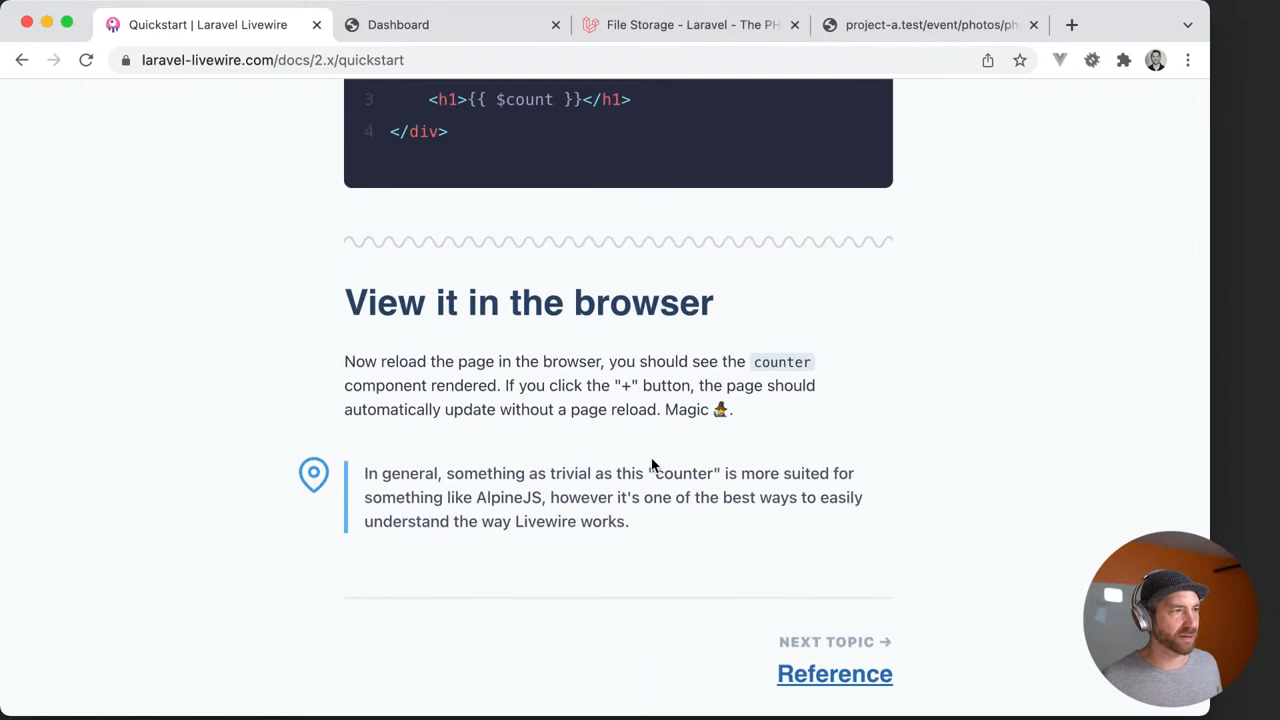 Quickstart | Laravel Livewire
Dashboard
File Storage - Laravel - The PH
project-a.test/event/photos/ph
laravel-livewire.com/docs/2.x/quickstart
3 <h1>{{ $count }}</h1>
4 </div>
View it in the browser
Now reload the page in the browser, you should see the counter
component rendered. If you click the "+" button, the page should
automatically update without a page reload. Magic 🧙‍♂️.
In general, something as trivial as this "counter" is more suited for
something like AlpineJS, however it's one of the best ways to easily
understand the way Livewire works.
NEXT TOPIC →
Reference